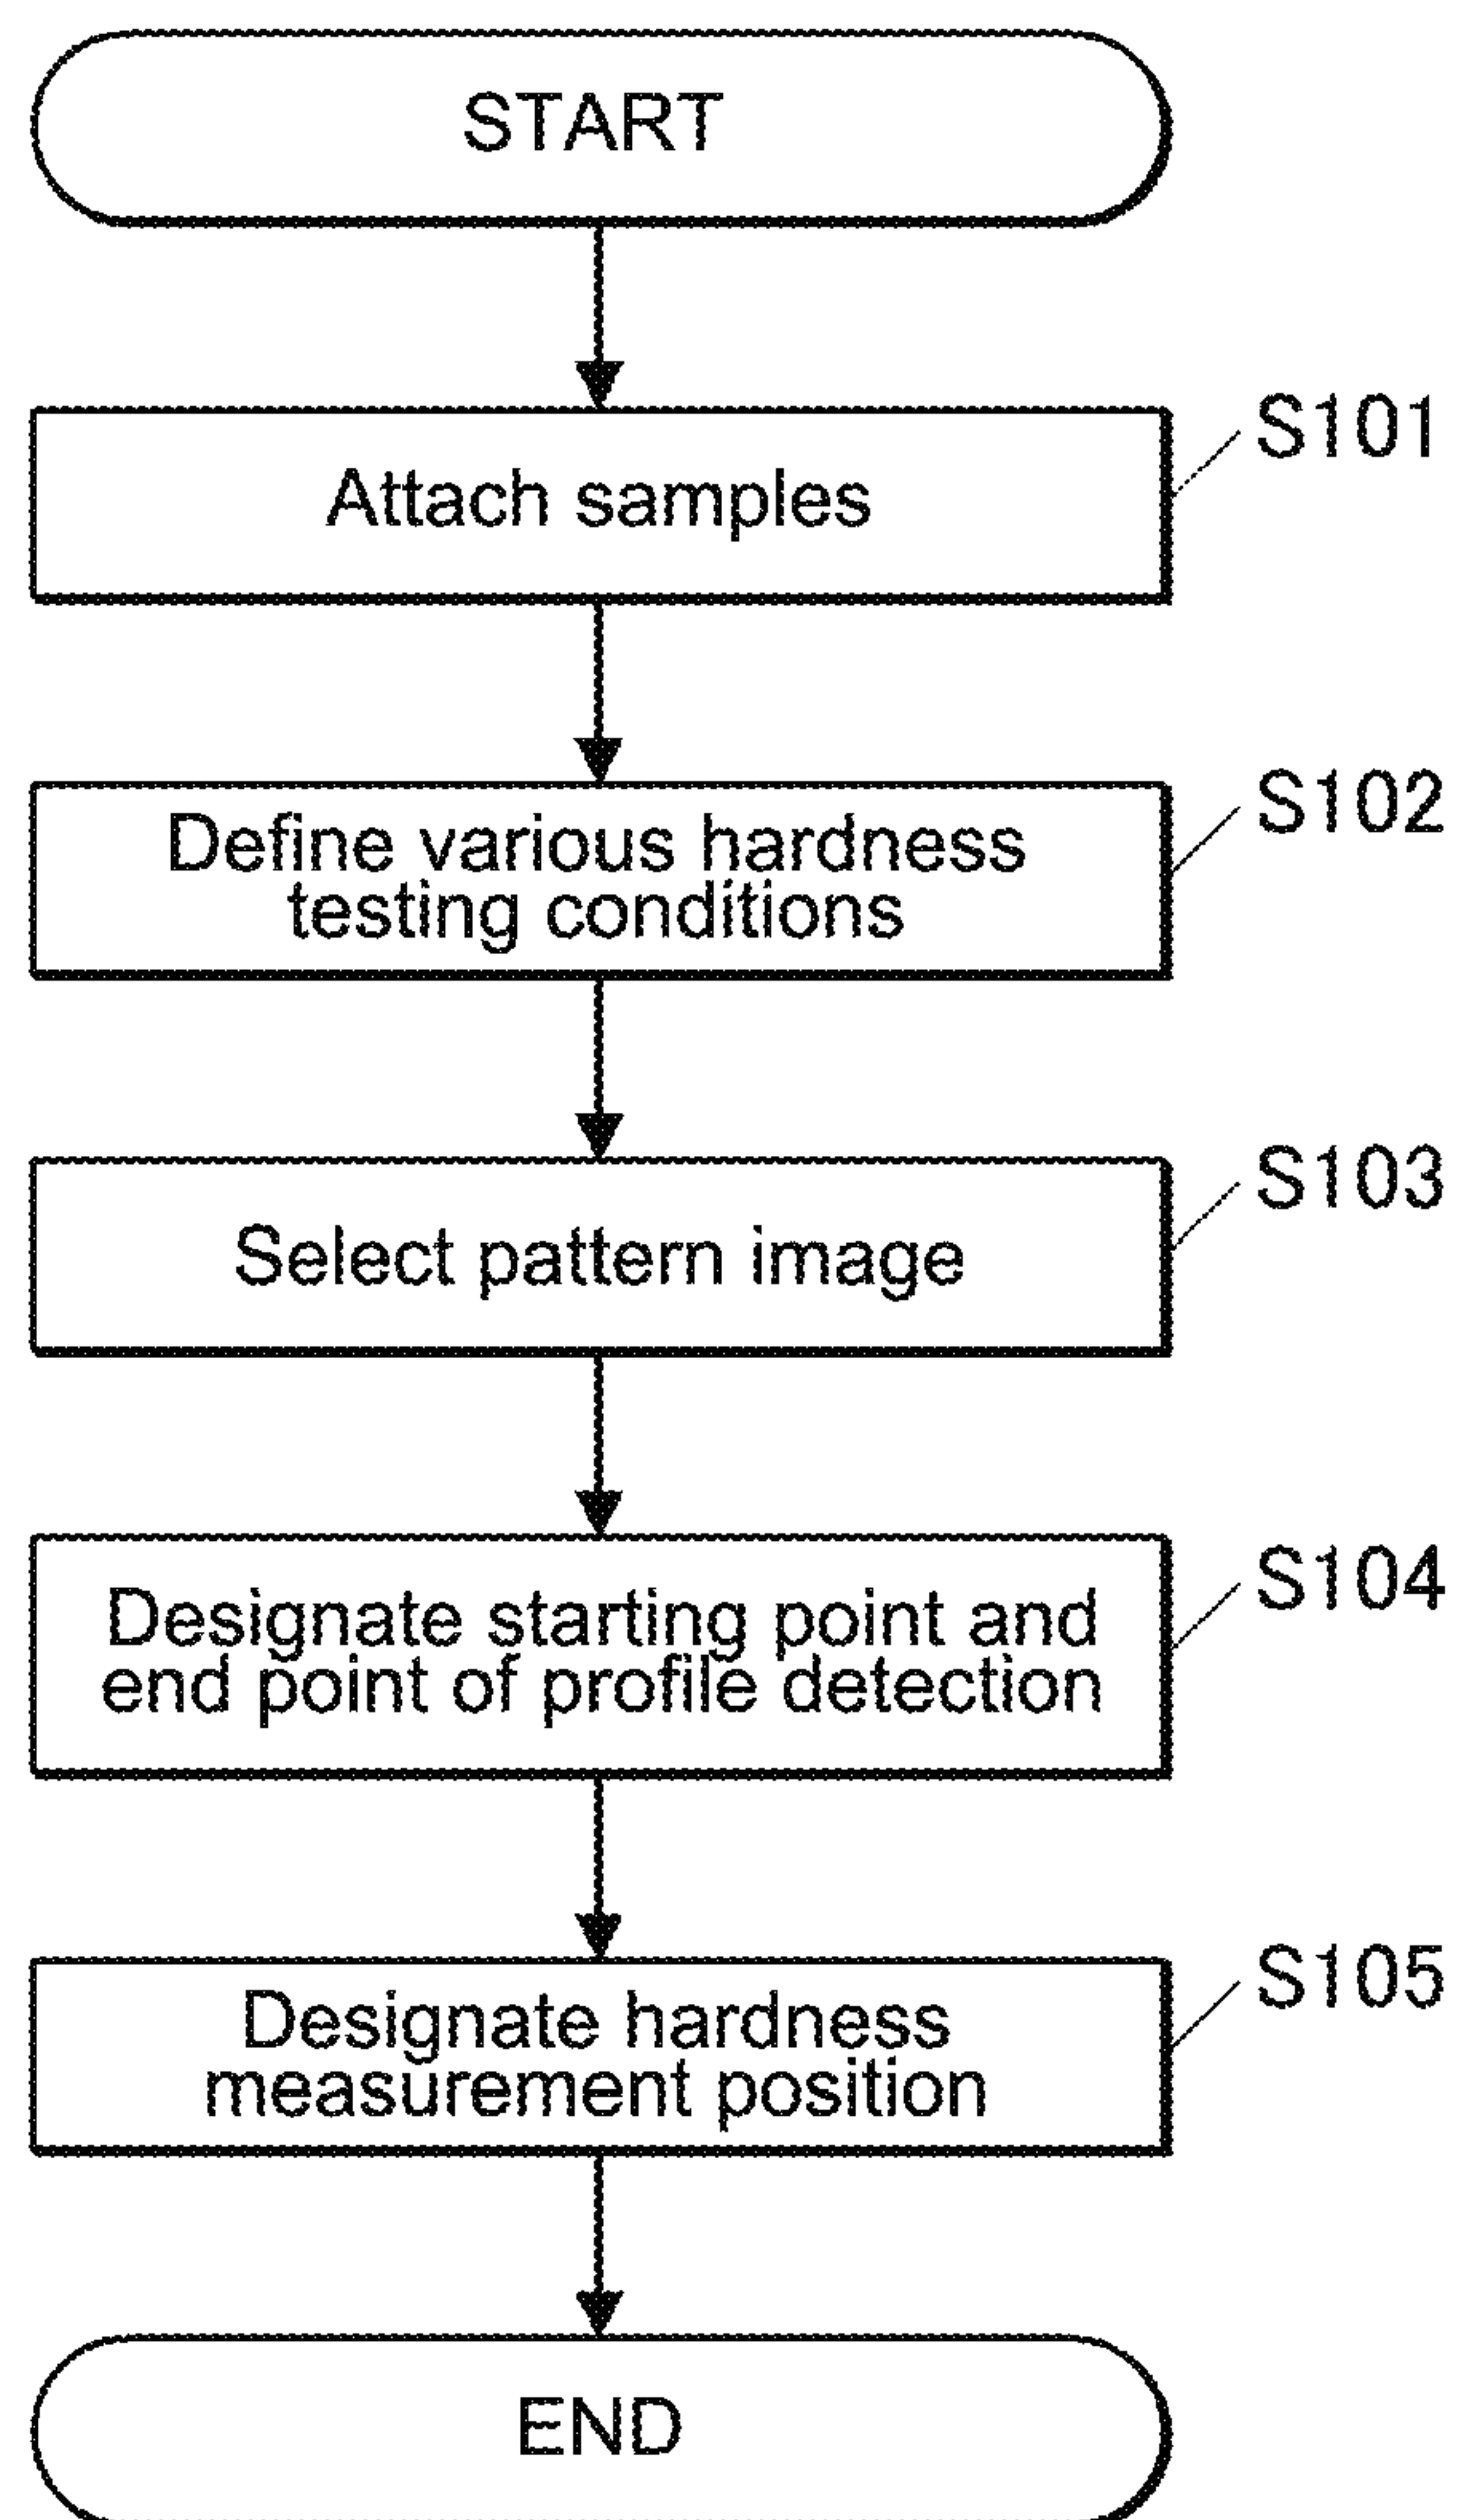 START
S101
Attach samples
S102
Define various hardness
testing conditions
S103
Select pattern image
S104
Designate starting point and
end point of profile detection
S105
Designate hardness
measurement position
END